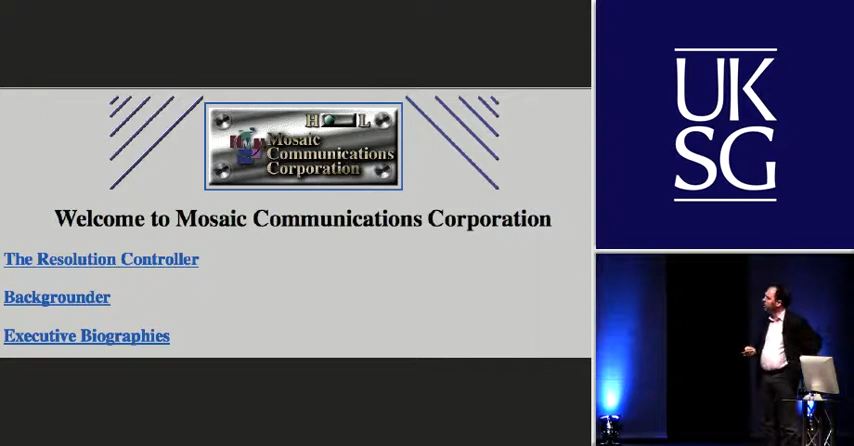 H L
Mosaic
Communications
Corporation
Welcome to Mosaic Communications Corporation
The Resolution Controller
Backgrounder
Executive Biographies
UK
SG